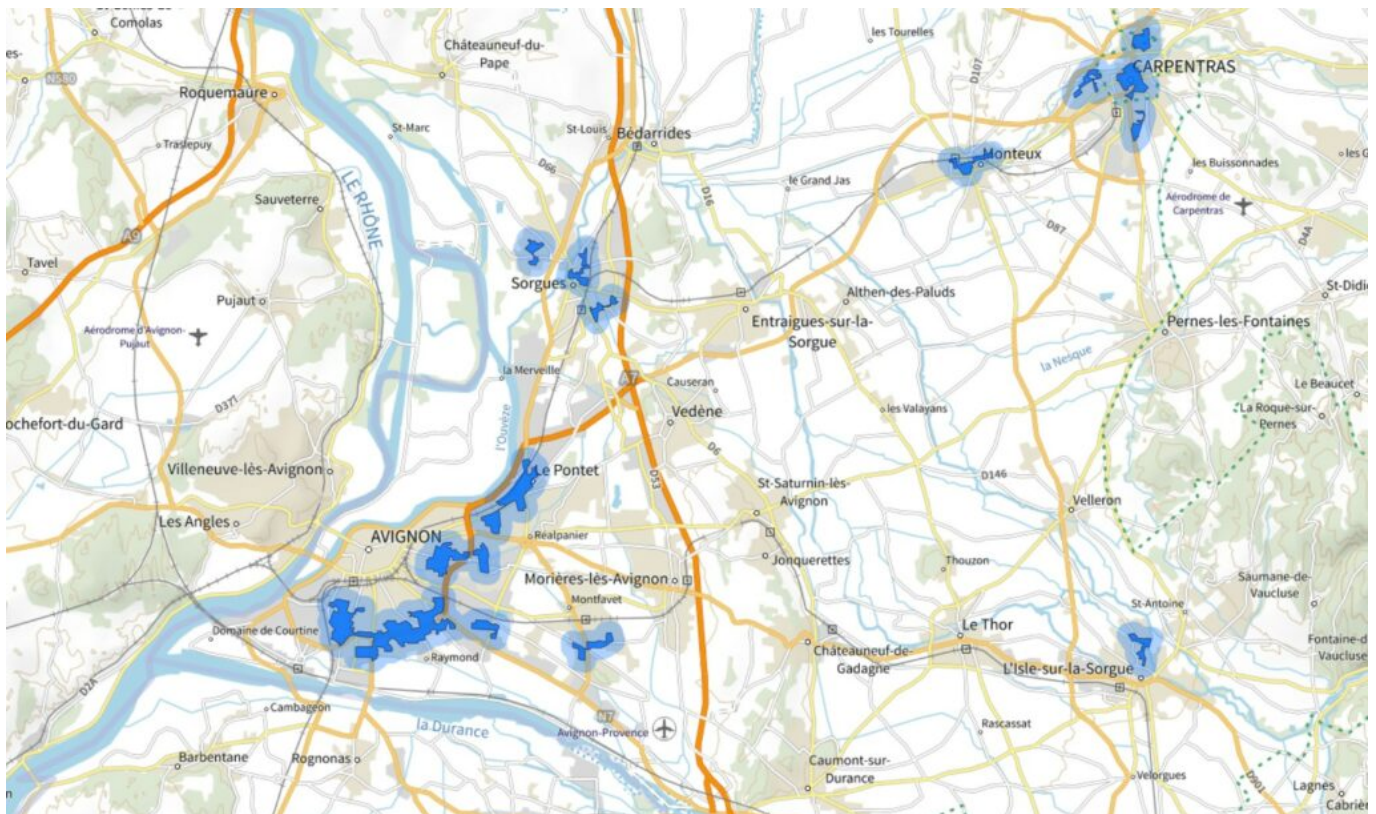 Comolas
es-
N580
Roquemaure
Châteauneuf-du-
Pape
les Tourelles
D107
CARPENTRAS
St-Marc
St-Louis
Bédarrides
Traslepuy
D66
D16
le Grand Jas
Monteux
les Buissonnades
les G
LE RHÔNE
Sauveterre
Aérodrome de
Carpentras
D4A
A9
D87
Tavel
Sorgues
Pujaut
Althen-des-Paluds
St-Didi
Entraigues-sur-la-
Sorgue
Pernes-les-Fontaines
Aérodrome d'Avignon-
Pujaut
la Nesque
la Merveille
A7
Causeran
Le Beaucet
D371
l'Ouvèze
Vedène
les Valayans
La Roque-sur-
Pernes
ochefort-du-Gard
D6
Villeneuve-lès-Avignon
Le Pontet
D53
D146
St-Saturnin-lès-
Avignon
Velleron
Les Angles
AVIGNON
Réalpanier
Jonquerettes
Thouzon
Morières-lès-Avignon
Saumane-de-
Vaucluse
Montfavet
St-Antoine
Domaine de Courtine
Le Thor
Raymond
Châteauneuf-de-
Gadagne
Fontaine-d
Vaucluse
L'Isle-sur-la-Sorgue
D2A
Cambageon
la Durance
N7
Avignon-Provence
Rascassat
Barbentane
Rognonas
Caumont-sur-
Durance
Velorgues
D901
Lagnes
n
Cabriè